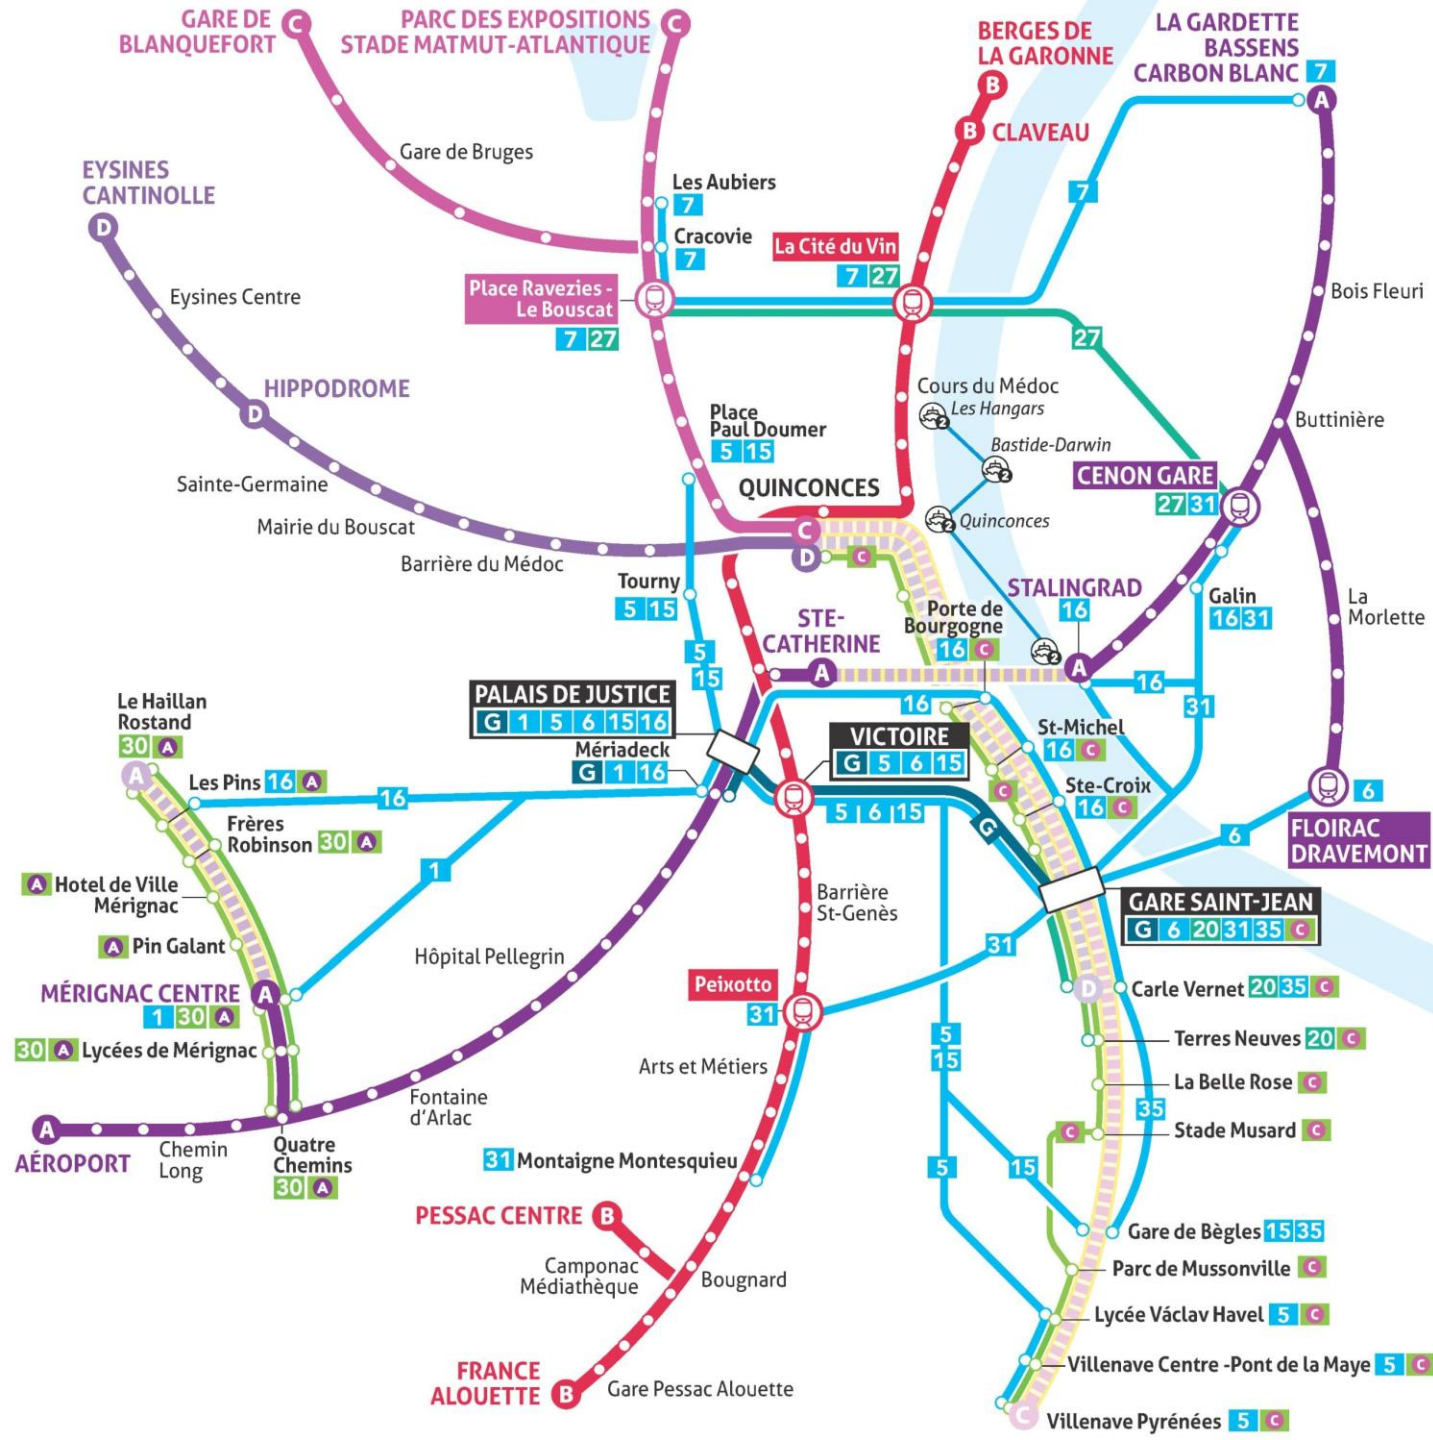 GARE DE
BLANQUEFORT
C
PARC DES EXPOSITIONS
STADE MATMUT-ATLANTIQUE
C
BERGES DE
LA GARONNE
B
B CLAVEAU
LA GARDETTE
BASSENS
CARBON BLANC 7
A
Gare de Bruges
EYSINES
CANTINOLLE
D
Les Aubiers
7
Cracovie
7
7
La Cité du Vin
7 27
Place Ravezies -
Le Bouscat
7 27
Eysines Centre
Bois Fleuri
27
D HIPPODROME
Cours du Médoc
Les Hangars
2
Bastide-Darwin
2
Quinconces
2
Buttinière
Place
Paul Doumer
5 15
CENON GARE
27 31
Sainte-Germaine
QUINCONCES
C
D
C
Mairie du Bouscat
Barrière du Médoc
Tourny
5 15
STALINGRAD
16
2
A
Galin
16 31
La
Morlette
Porte de
Bourgogne
16 C
STE-
CATHERINE
A
5
15
16
31
16
PALAIS DE JUSTICE
G 1 5 6 15 16
Le Haillan
Rostand
30 A
A
St-Michel
16 C
VICTOIRE
G 5 6 15
Mériadeck
G 1 16
Les Pins 16 A
16
C
Ste-Croix
16 C
6
5 6 15
G
Frères
Robinson 30 A
6
FLOIRAC
DRAVEMONT
1
A Hotel de Ville
Mérignac
Barrière
St-Genès
GARE SAINT-JEAN
G 6 20 31 35 C
A Pin Galant
Hôpital Pellegrin
31
MÉRIGNAC CENTRE
1 30 A
A
Peixotto
31
D
Carle Vernet 20 35 C
30 A Lycées de Mérignac
5
15
Terres Neuves 20 C
Arts et Métiers
La Belle Rose C
Fontaine
d'Arlac
35
A
AÉROPORT
Chemin
Long
Quatre
Chemins
30 A
C
Stade Musard C
31 Montaigne Montesquieu
5
15
PESSAC CENTRE B
Gare de Bègles 15 35
Camponac
Médiathèque
Bougnard
Parc de Mussonville C
Lycée Václav Havel 5 C
FRANCE
ALOUETTE B
Gare Pessac Alouette
Villenave Centre -Pont de la Maye 5 C
C
Villenave Pyrénées 5 C